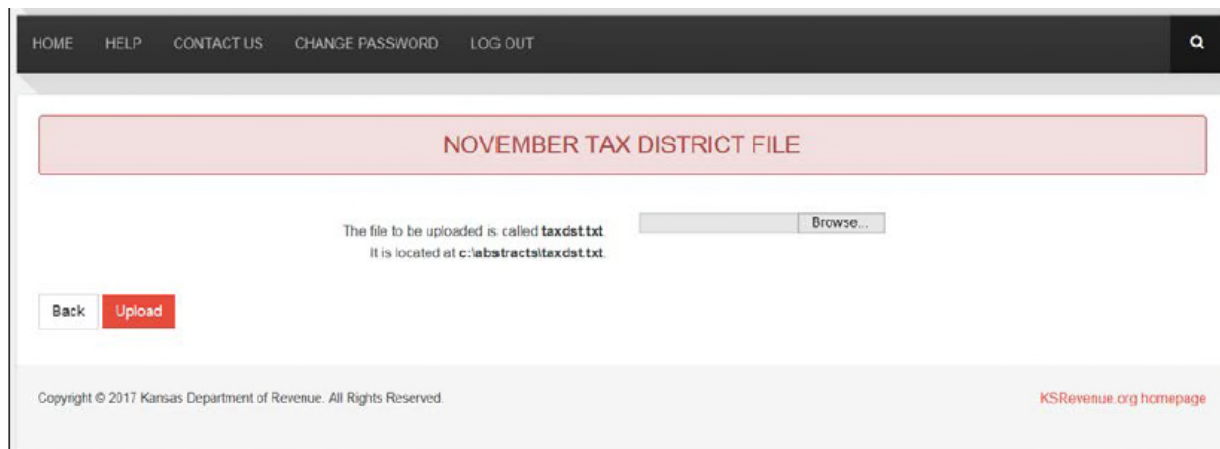 HOME HELP CONTACT US CHANGE PASSWORD LOG OUT
NOVEMBER TAX DISTRICT FILE
The file to be uploaded is called taxdst.txt.
It is located at c:\abstracts\taxdst.txt.
Browse...
Back Upload
Copyright © 2017 Kansas Department of Revenue. All Rights Reserved.
KSRevenue.org homepage